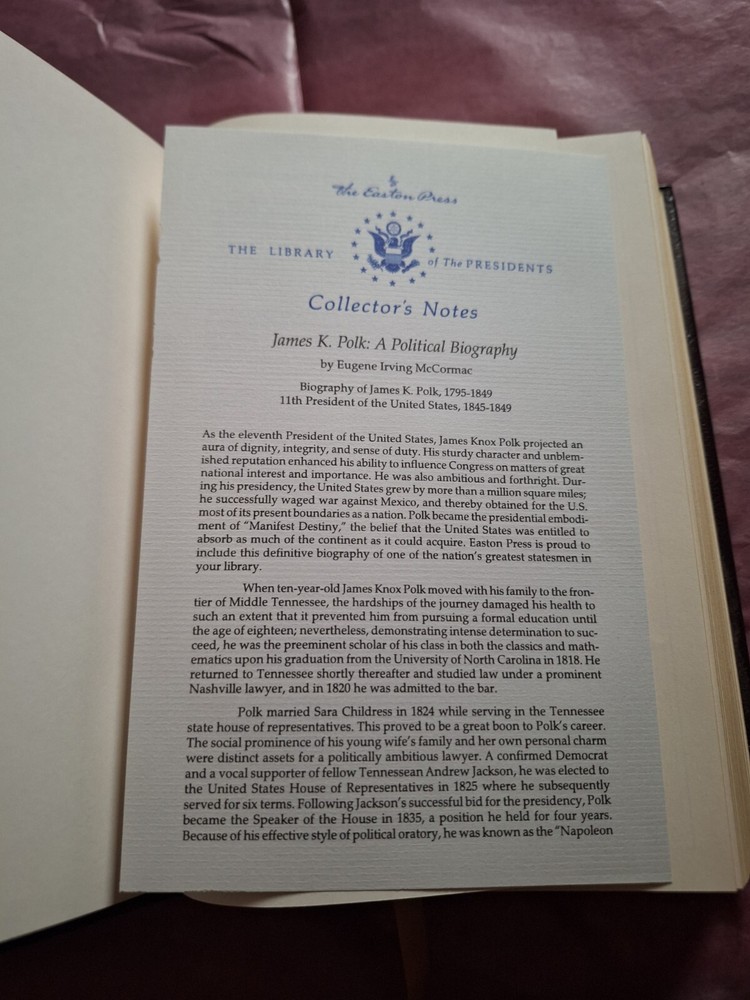 The Easton Press
THE LIBRARY of The PRESIDENTS
Collector's Notes
James K. Polk: A Political Biography
by Eugene Irving McCormac
Biography of James K. Polk, 1795-1849
11th President of the United States, 1845-1849
As the eleventh President of the United States, James Knox Polk projected an
aura of dignity, integrity, and sense of duty. His sturdy character and unblem-
ished reputation enhanced his ability to influence Congress on matters of great
national interest and importance. He was also ambitious and forthright. Dur-
ing his presidency, the United States grew by more than a million square miles;
he successfully waged war against Mexico, and thereby obtained for the U.S.
most of its present boundaries as a nation. Polk became the presidential embodi-
ment of "Manifest Destiny," the belief that the United States was entitled to
absorb as much of the continent as it could acquire. Easton Press is proud to
include this definitive biography of one of the nation's greatest statesmen in
your library.
When ten-year-old James Knox Polk moved with his family to the fron-
tier of Middle Tennessee, the hardships of the journey damaged his health to
such an extent that it prevented him from pursuing a formal education until
the age of eighteen; nevertheless, demonstrating intense determination to suc-
ceed, he was the preeminent scholar of his class in both the classics and math-
ematics upon his graduation from the University of North Carolina in 1818. He
returned to Tennessee shortly thereafter and studied law under a prominent
Nashville lawyer, and in 1820 he was admitted to the bar.
Polk married Sara Childress in 1824 while serving in the Tennessee
state house of representatives. This proved to be a great boon to Polk's career.
The social prominence of his young wife's family and her own personal charm
were distinct assets for a politically ambitious lawyer. A confirmed Democrat
and a vocal supporter of fellow Tennessean Andrew Jackson, he was elected to
the United States House of Representatives in 1825 where he subsequently
served for six terms. Following Jackson's successful bid for the presidency, Polk
became the Speaker of the House in 1835, a position he held for four years.
Because of his effective style of political oratory, he was known as the "Napoleon